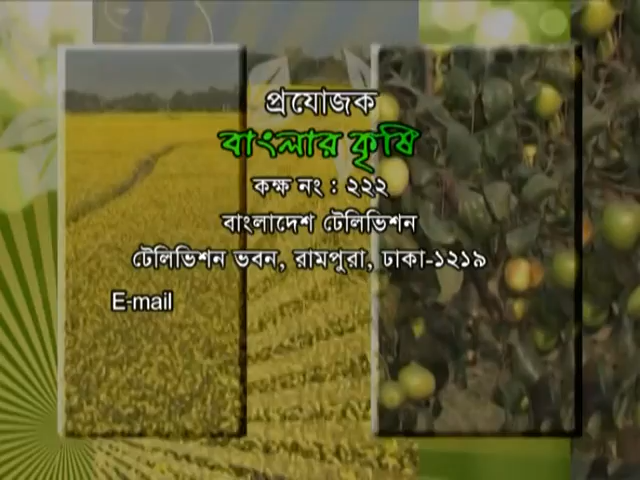 প্রযোজক
বাংলার কৃষি
কক্ষ নং : ২২২
বাংলাদেশ টেলিভিশন
টেলিভিশন ভবন, রামপুরা, ঢাকা-১২১৯
E-mail